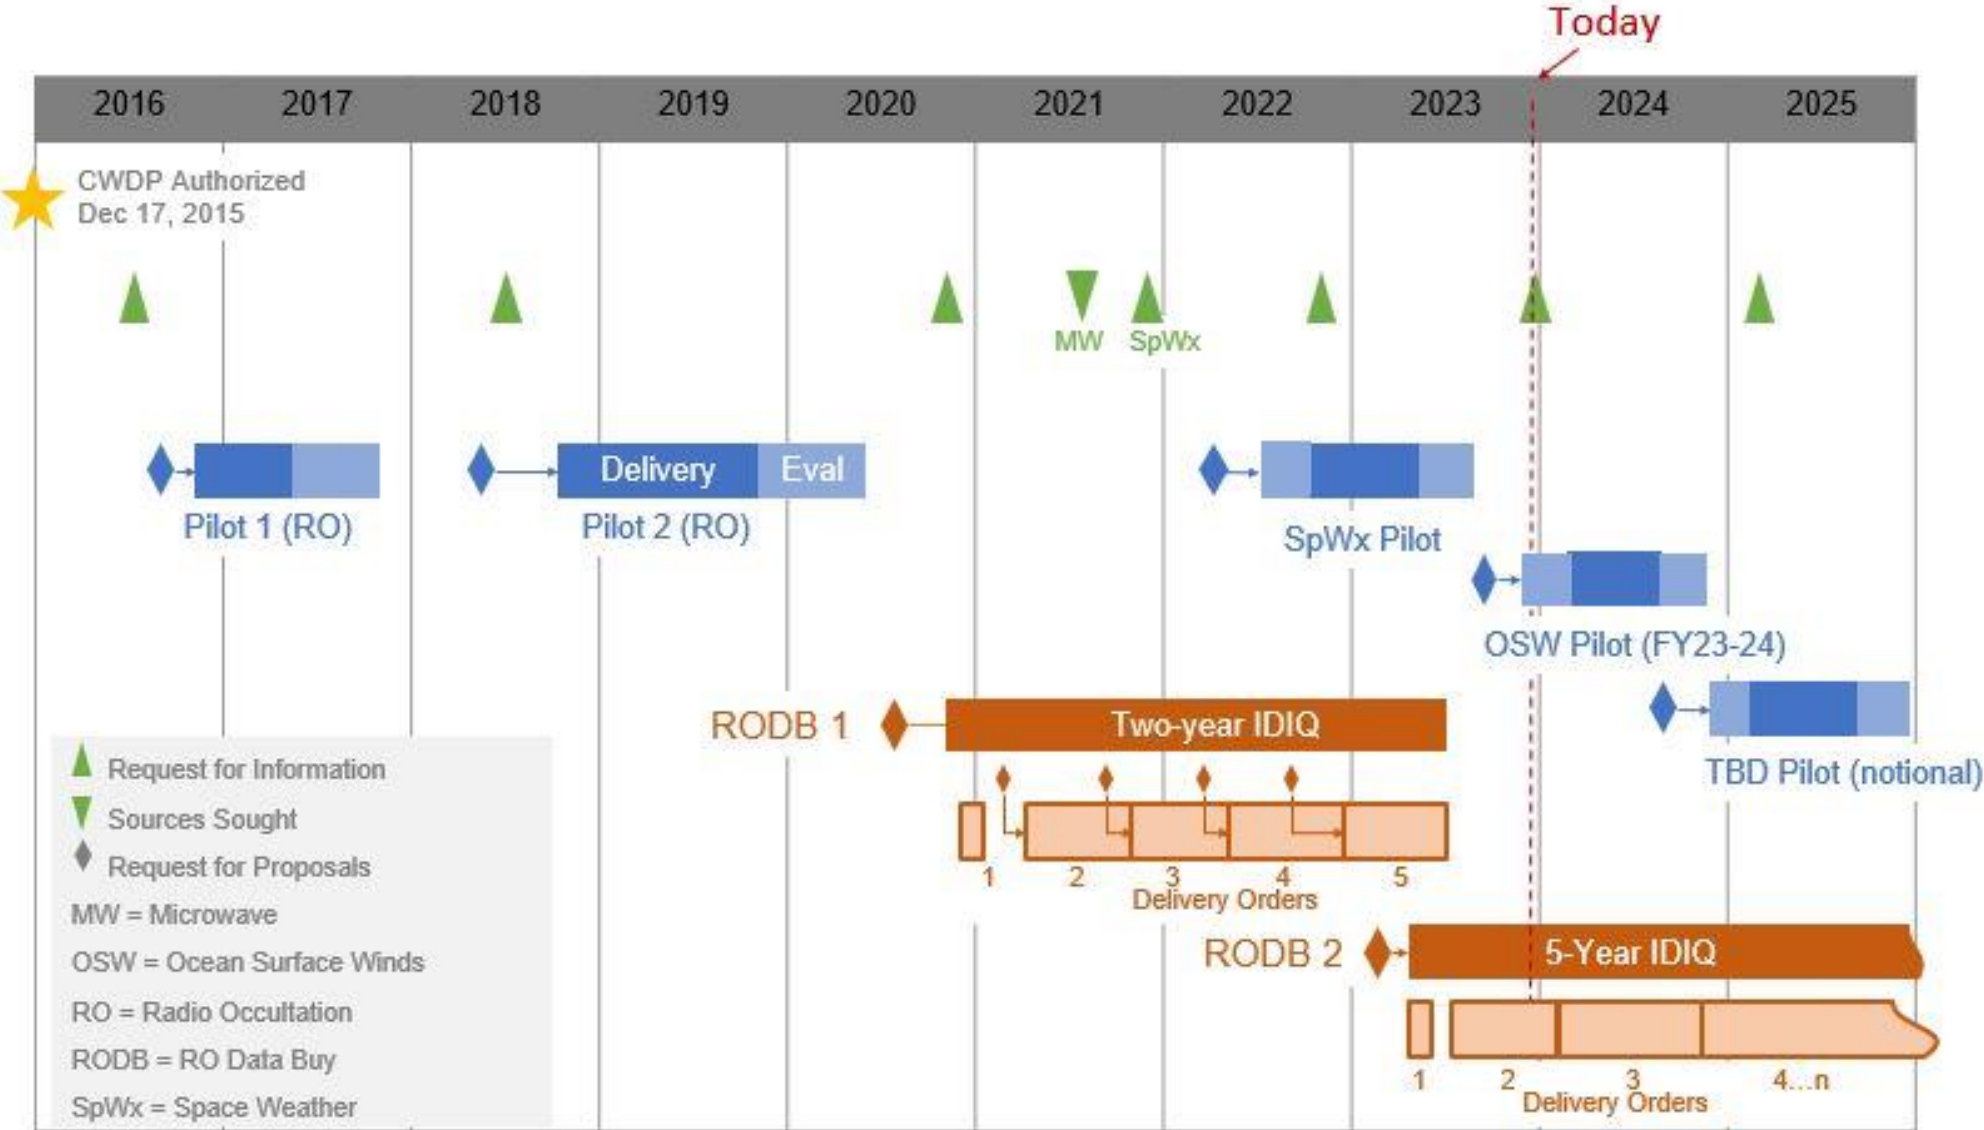 Today
2016 2017 2018 2019 2020 2021 2022 2023 2024 2025
CWDP Authorized
Dec 17, 2015
MW SpWx
Delivery Eval
Pilot 1 (RO) Pilot 2 (RO) SpWx Pilot
OSW Pilot (FY23-24)
TBD Pilot (notional)
RODB 1 Two-year IDIQ
1 2 3 4 5
Delivery Orders
RODB 2 5-Year IDIQ
1 2 3 4...n
Delivery Orders
Request for Information
Sources Sought
Request for Proposals
MW = Microwave
OSW = Ocean Surface Winds
RO = Radio Occultation
RODB = RO Data Buy
SpWx = Space Weather